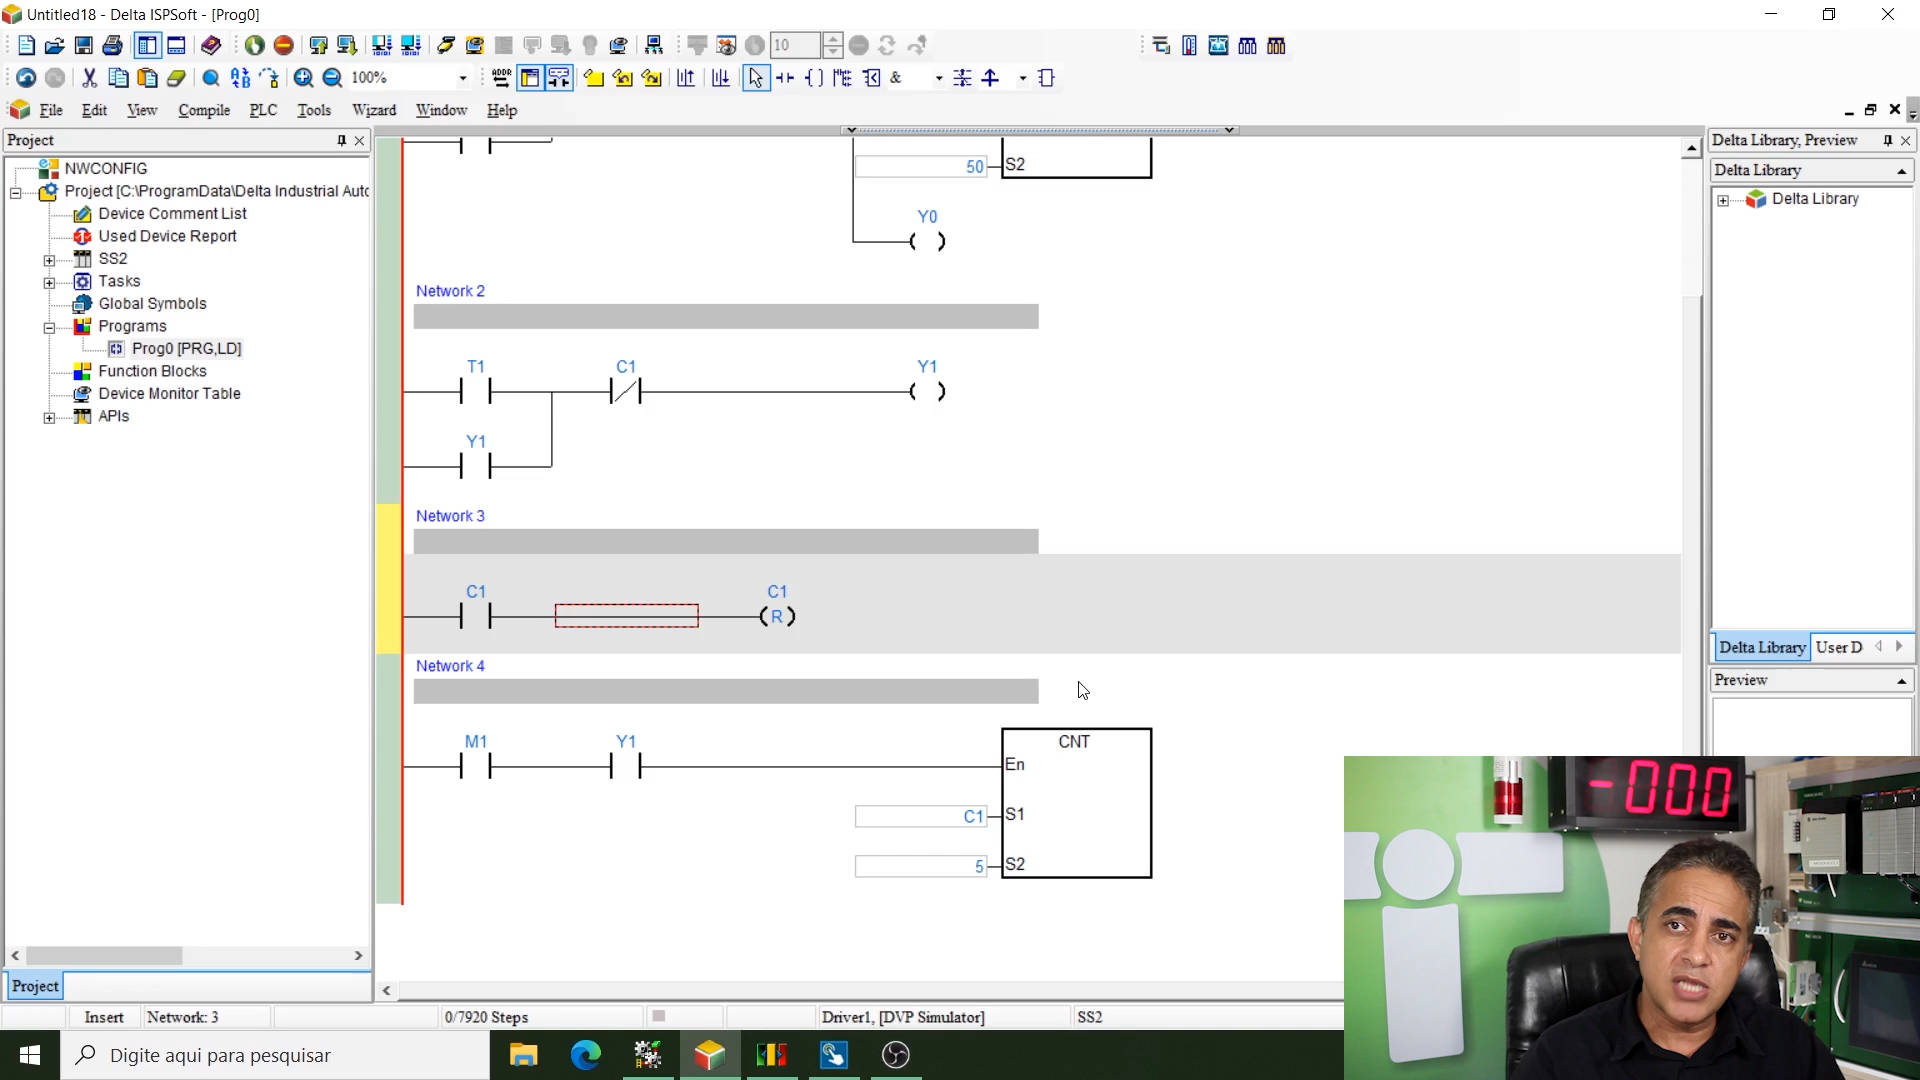 Untitled18 - Delta ISPSoft - [Prog0]
10
100%
ADDR
&
File Edit View Compile PLC Tools Wizard Window Help
Project
NWCONFIG
Project [C:\ProgramData\Delta Industrial Auto
Device Comment List
Used Device Report
SS2
Tasks
Global Symbols
Programs
Prog0 [PRG,LD]
Function Blocks
Device Monitor Table
APIs
Project
50
S2
Y0
Network 2
T1
C1
Y1
Y1
Network 3
C1
C1
R
Network 4
M1
Y1
CNT
En
C1
S1
5
S2
Delta Library, Preview
Delta Library
Delta Library
Delta Library
User D
Preview
-000
Insert
Network: 3
0/7920 Steps
Driver1, [DVP Simulator]
SS2
Digite aqui para pesquisar